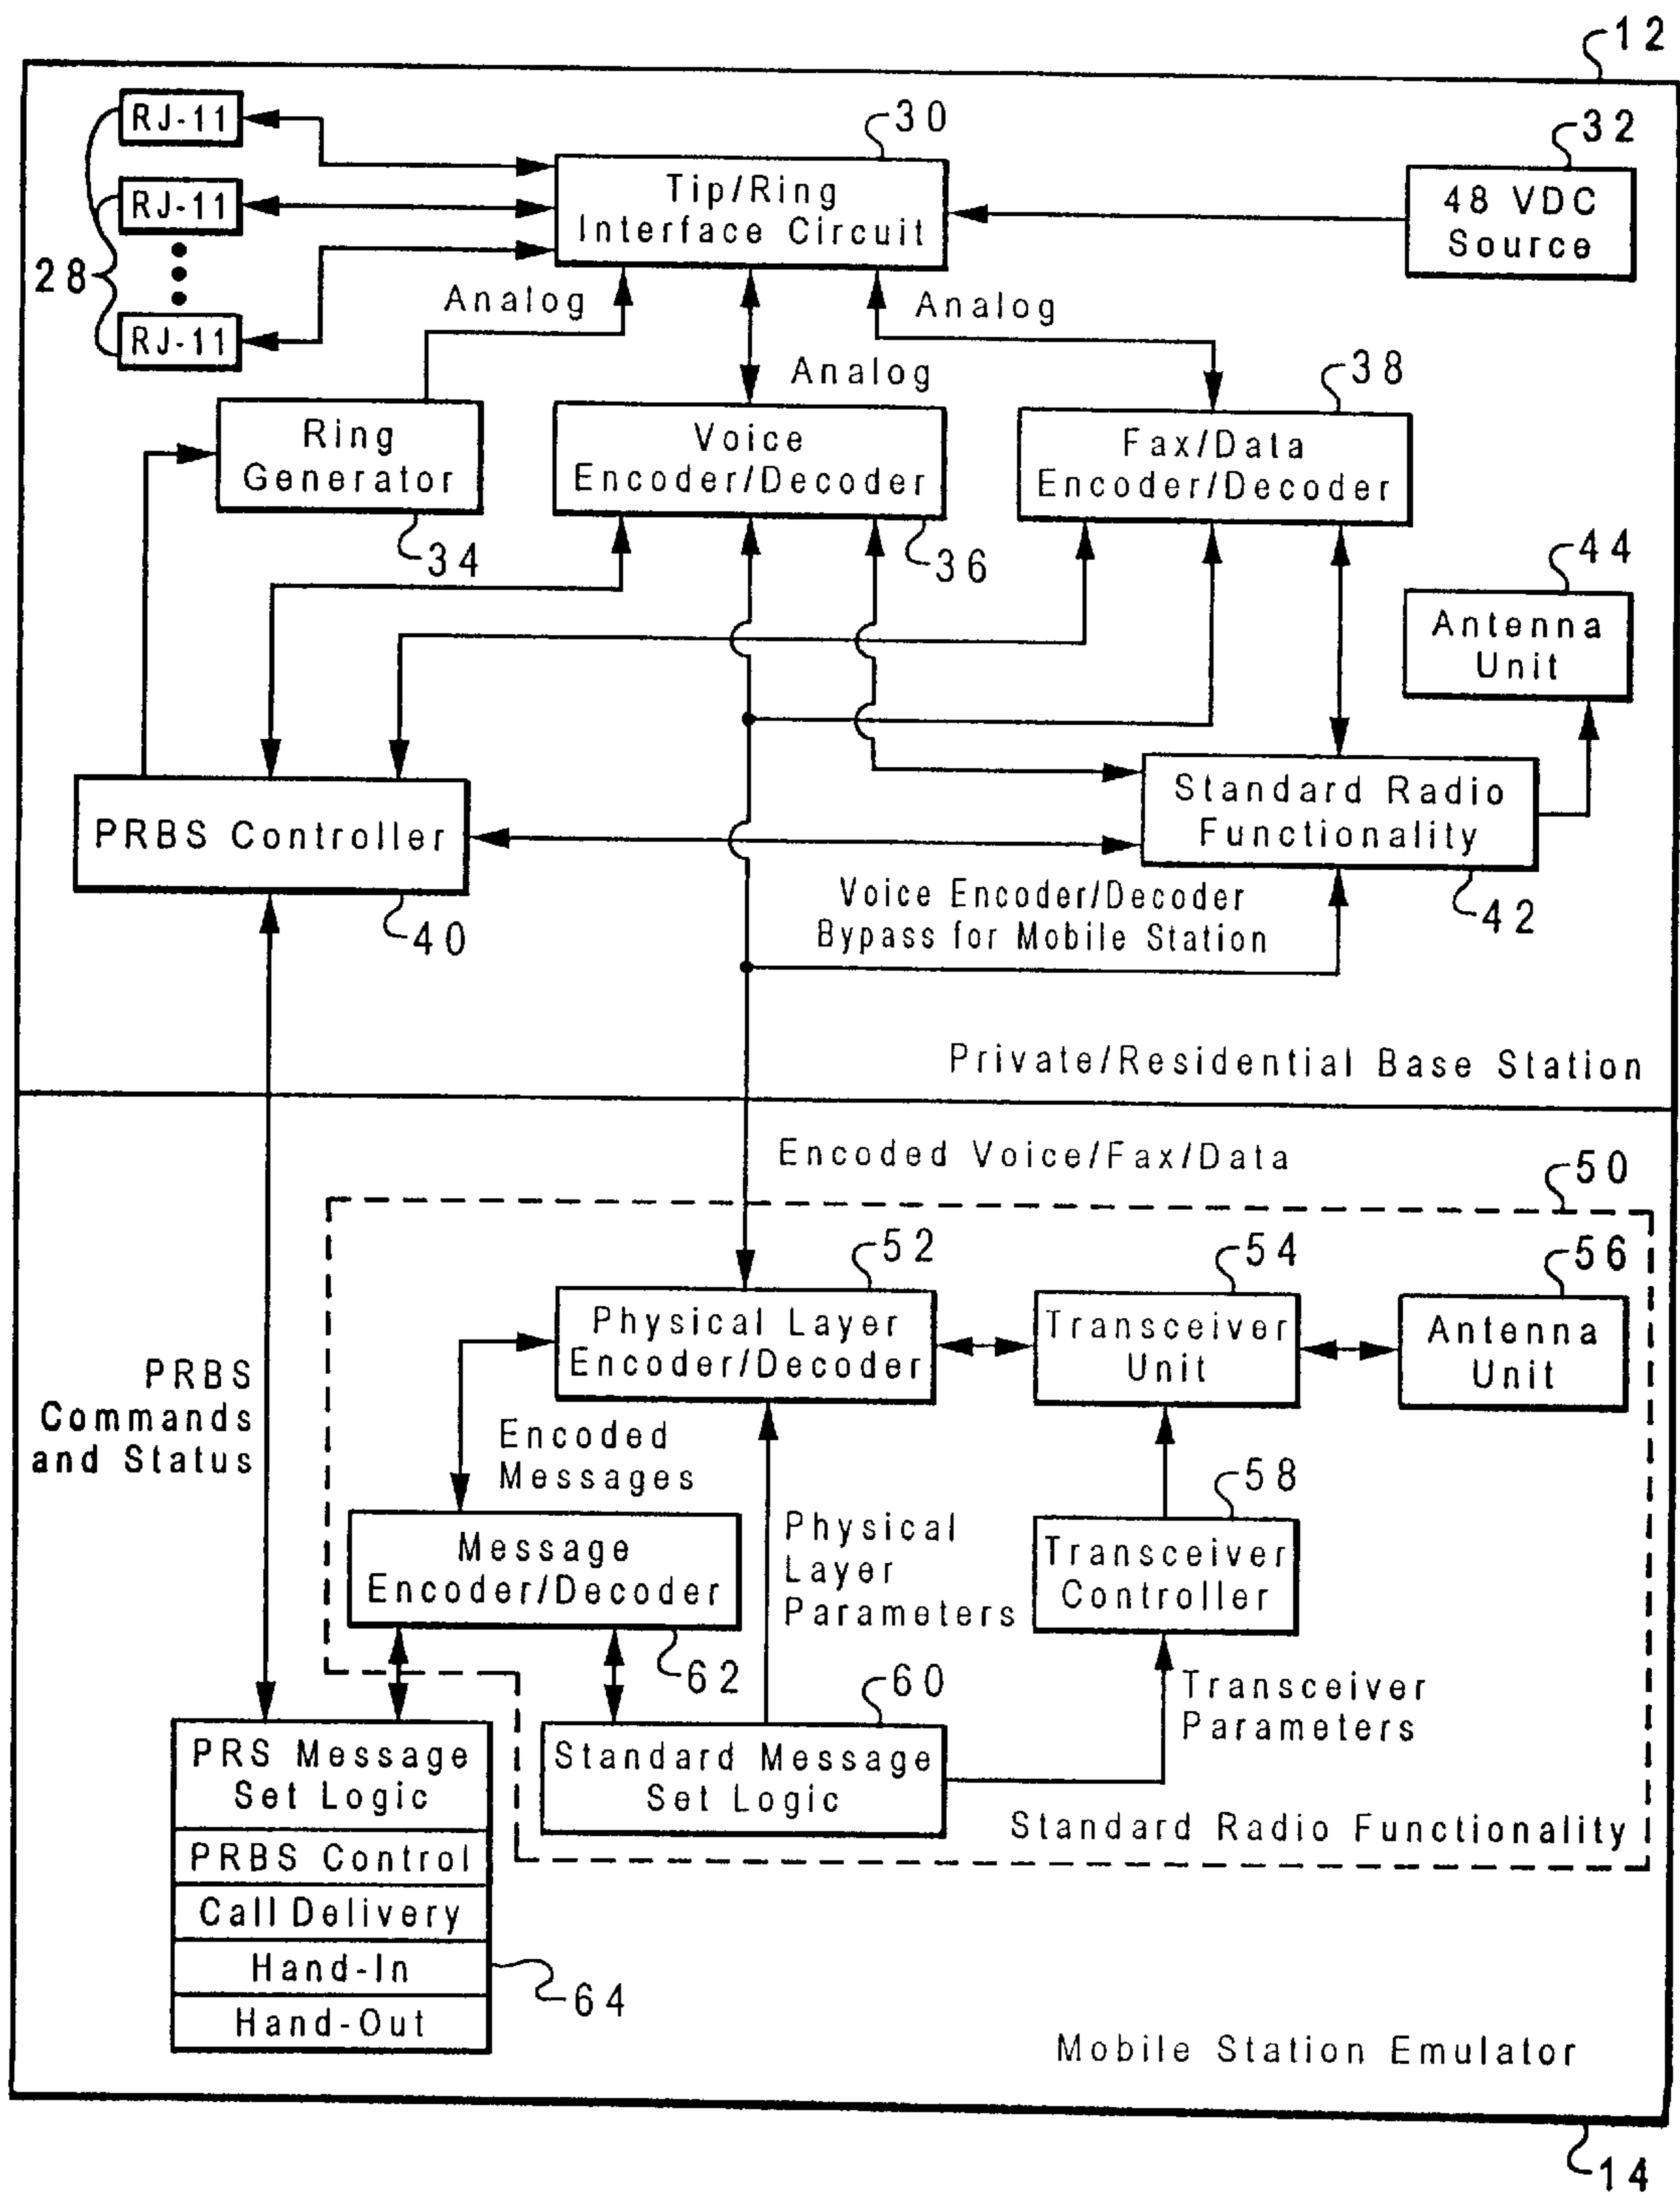 12
RJ-11
30
32
Tip/Ring
Interface Circuit
48 VDC
Source
RJ-11
28
RJ-11
Analog
Analog
Analog
38
Ring
Generator
Voice
Encoder/Decoder
Fax/Data
Encoder/Decoder
34
36
44
Antenna
Unit
PRBS Controller
Standard Radio
Functionality
40
Voice Encoder/Decoder
Bypass for Mobile Station
42
Private/Residential Base Station
Encoded Voice/Fax/Data
50
52
54
56
Physical Layer
Encoder/Decoder
Transceiver
Unit
Antenna
Unit
PRBS
Commands
and Status
Encoded
Messages
58
Physical
Layer
Parameters
Message
Encoder/Decoder
Transceiver
Controller
62
60
Transceiver
Parameters
PRS Message
Set Logic
Standard Message
Set Logic
Standard Radio Functionality
PRBS Control
Call Delivery
Hand-In
64
Hand-Out
Mobile Station Emulator
14